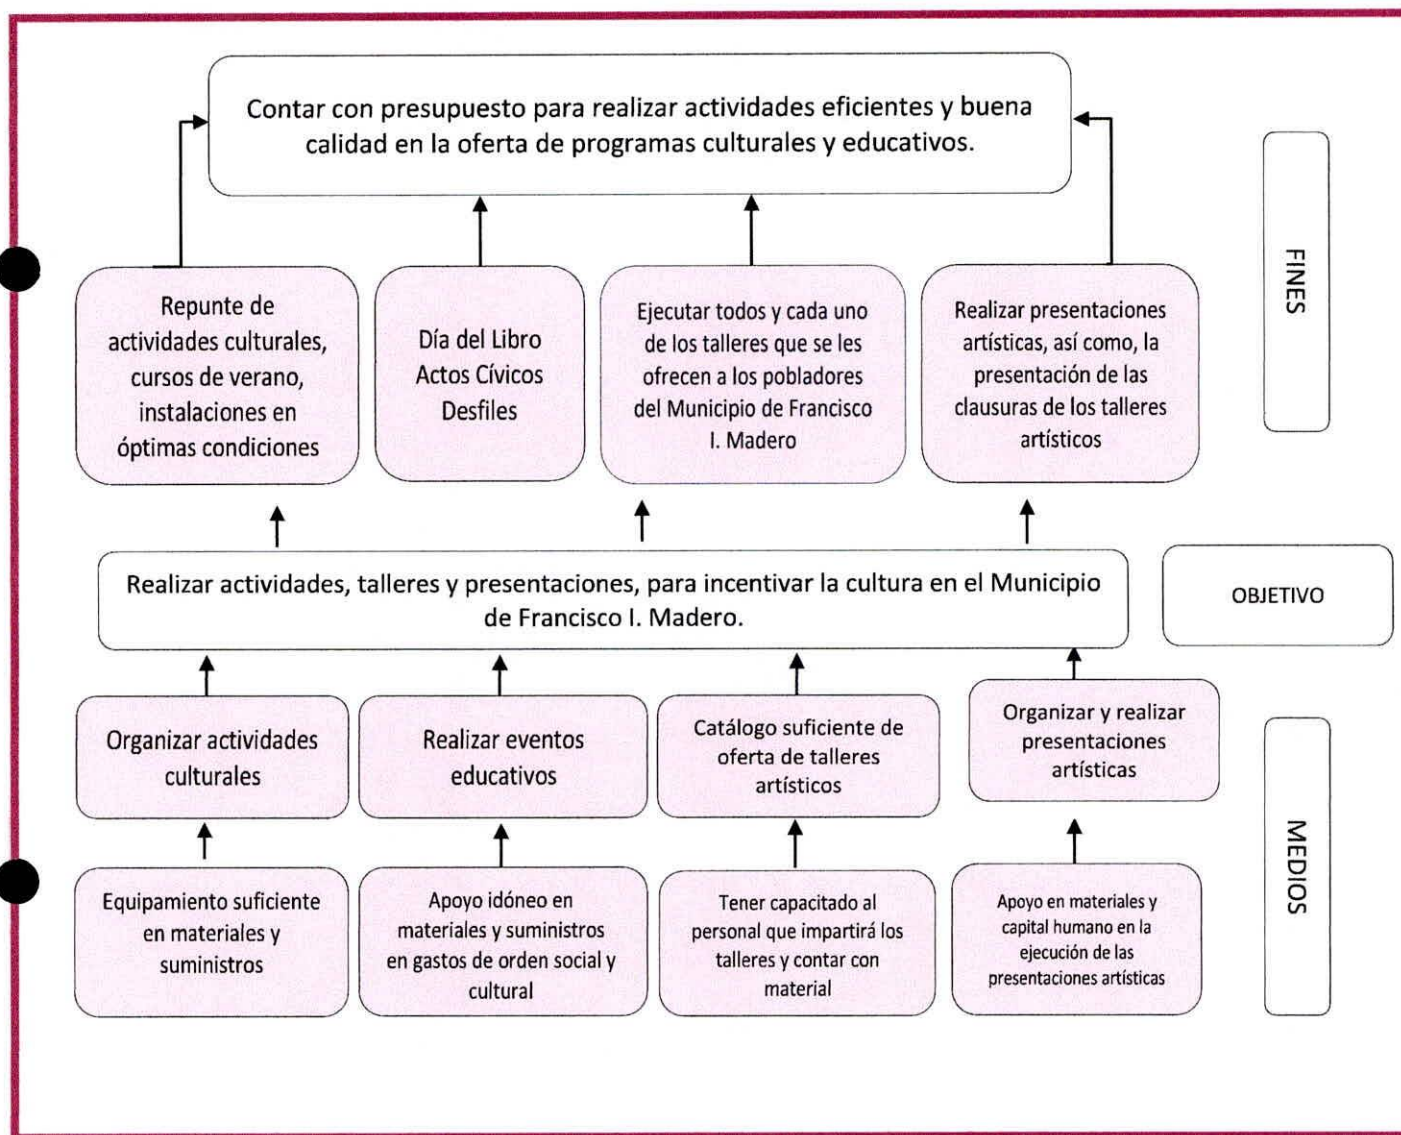 Contar con presupuesto para realizar actividades eficientes y buena
calidad en la oferta de programas culturales y educativos.
FINES
Repunte de
actividades culturales,
cursos de verano,
instalaciones en
óptimas condiciones
Día del Libro
Actos Cívicos
Desfiles
Ejecutar todos y cada uno
de los talleres que se les
ofrecen a los pobladores
del Municipio de Francisco
I. Madero
Realizar presentaciones
artísticas, así como, la
presentación de las
clausuras de los talleres
artísticos
Realizar actividades, talleres y presentaciones, para incentivar la cultura en el Municipio
de Francisco I. Madero.
OBJETIVO
Organizar actividades
culturales
Realizar eventos
educativos
Catálogo suficiente de
oferta de talleres
artísticos
Organizar y realizar
presentaciones
artísticas
MEDIOS
Equipamiento suficiente
en materiales y
suministros
Apoyo idóneo en
materiales y suministros
en gastos de orden social y
cultural
Tener capacitado al
personal que impartirá los
talleres y contar con
material
Apoyo en materiales y
capital humano en la
ejecución de las
presentaciones artísticas